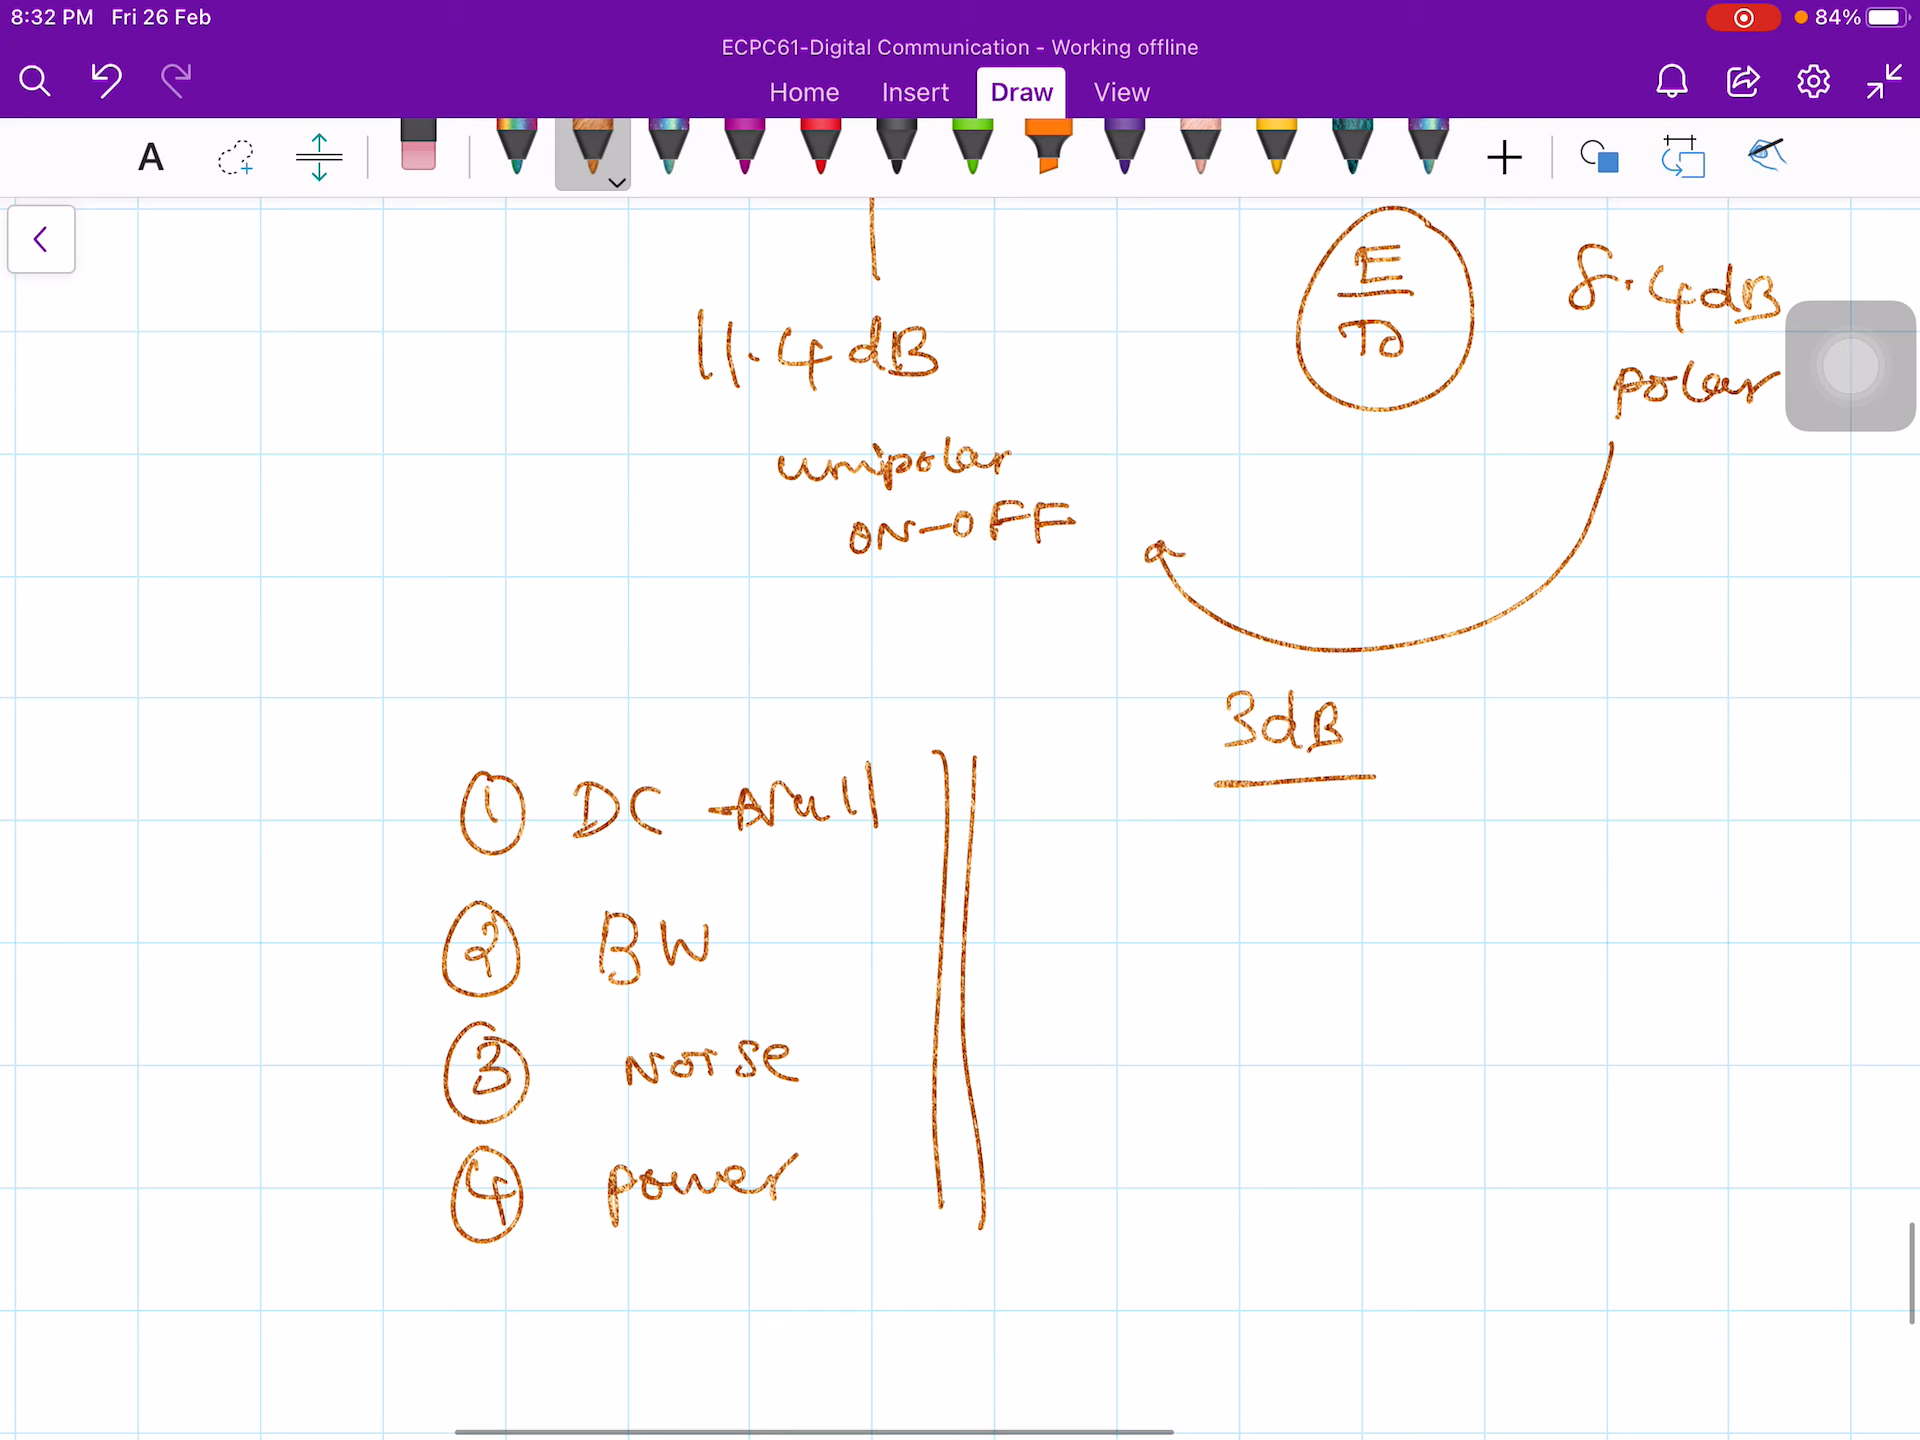 8:32 PM Fri 26 Feb
84%
ECPC61-Digital Communication - Working offline
Home Insert Draw View
A
E
8.4dB
11.4 dB
polar
unipolar
ON-OFF
3dB
① DC Null
② BW
③ Noise
④ power